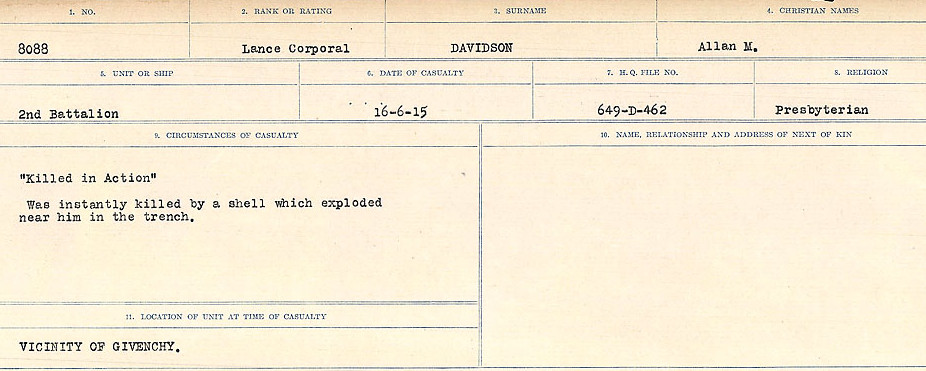 1. NO.
2. RANK OR RATING
3. SURNAME
4. CHRISTIAN NAMES
8088
Lance Corporal
DAVIDSON
Allan M.
5. UNIT OR SHIP
6. DATE OF CASUALTY
7. H.Q. FILE NO.
8. RELIGION
2nd Battalion
16-6-15
649-D-462
Presbyterian
9. CIRCUMSTANCES OF CASUALTY
10. NAME, RELATIONSHIP AND ADDRESS OF NEXT OF KIN
"Killed in Action"
Was instantly killed by a shell which exploded
near him in the trench.
11. LOCATION OF UNIT AT TIME OF CASUALTY
VICINITY OF GIVENCHY.